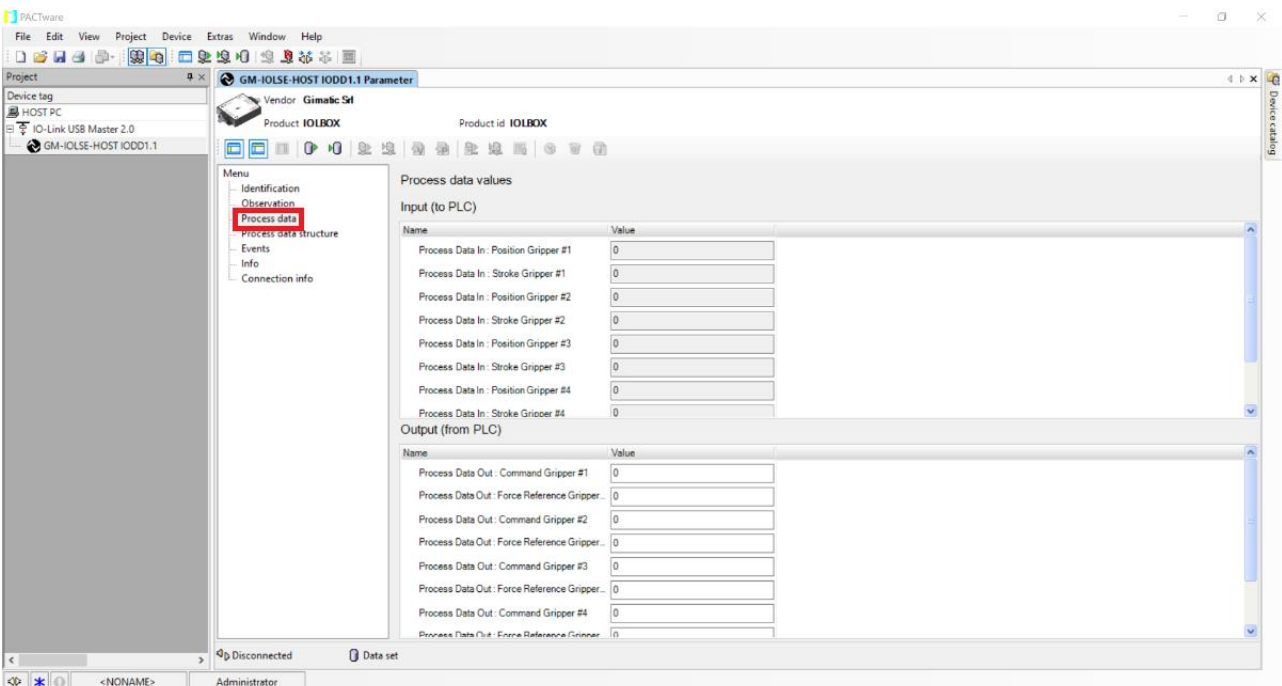 PACTware
File Edit View Project Device Extras Window Help
Project
Device tag
HOST PC
IO-Link USB Master 2.0
GM-IOLSE-HOST IODD1.1
GM-IOLSE-HOST IODD1.1 Parameter
Vendor Gimatic Srl
Product IOLBOX Product id IOLBOX
Menu
Identification
Observation
Process data
Process data structure
Events
Info
Connection info
Process data values
Input (to PLC)
Name Value
Process Data In : Position Gripper #1 0
Process Data In : Stroke Gripper #1 0
Process Data In : Position Gripper #2 0
Process Data In : Stroke Gripper #2 0
Process Data In : Position Gripper #3 0
Process Data In : Stroke Gripper #3 0
Process Data In : Position Gripper #4 0
Process Data In : Stroke Gripper #4 0
Output (from PLC)
Name Value
Process Data Out : Command Gripper #1 0
Process Data Out : Force Reference Gripper... 0
Process Data Out : Command Gripper #2 0
Process Data Out : Force Reference Gripper... 0
Process Data Out : Command Gripper #3 0
Process Data Out : Force Reference Gripper... 0
Process Data Out : Command Gripper #4 0
Process Data Out : Force Reference Gripper 0
Device catalog
Disconnected Data set
<NONAME> Administrator